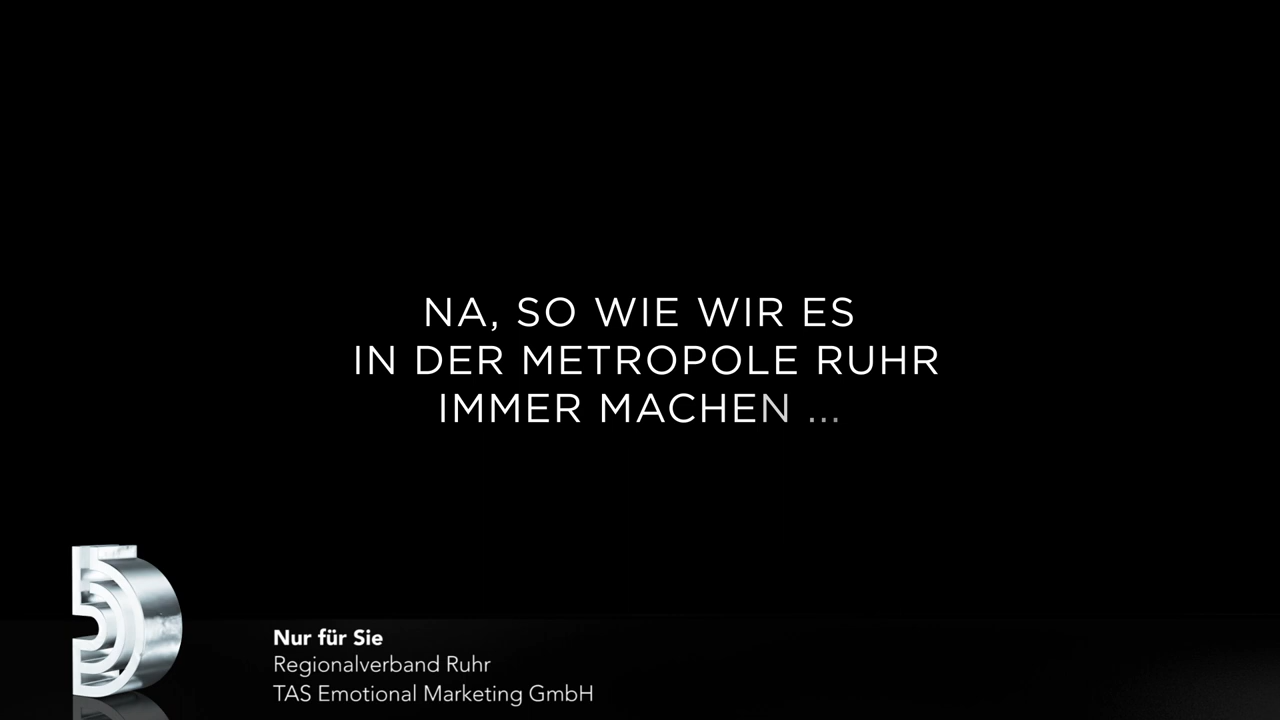 NA, SO WIE WIR ES
IN DER METROPOLE RUHR
IMMER MACHEN ...
Nur für Sie
Regionalverband Ruhr
TAS Emotional Marketing GmbH